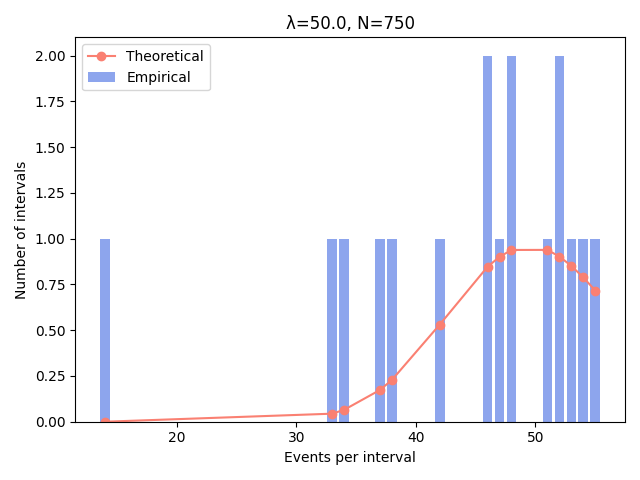 λ=50.0, N=750
Theoretical
Empirical
Number of intervals
2.00
1.75
1.50
1.25
1.00
0.75
0.50
0.25
0.00
20
30
40
50
Events per interval